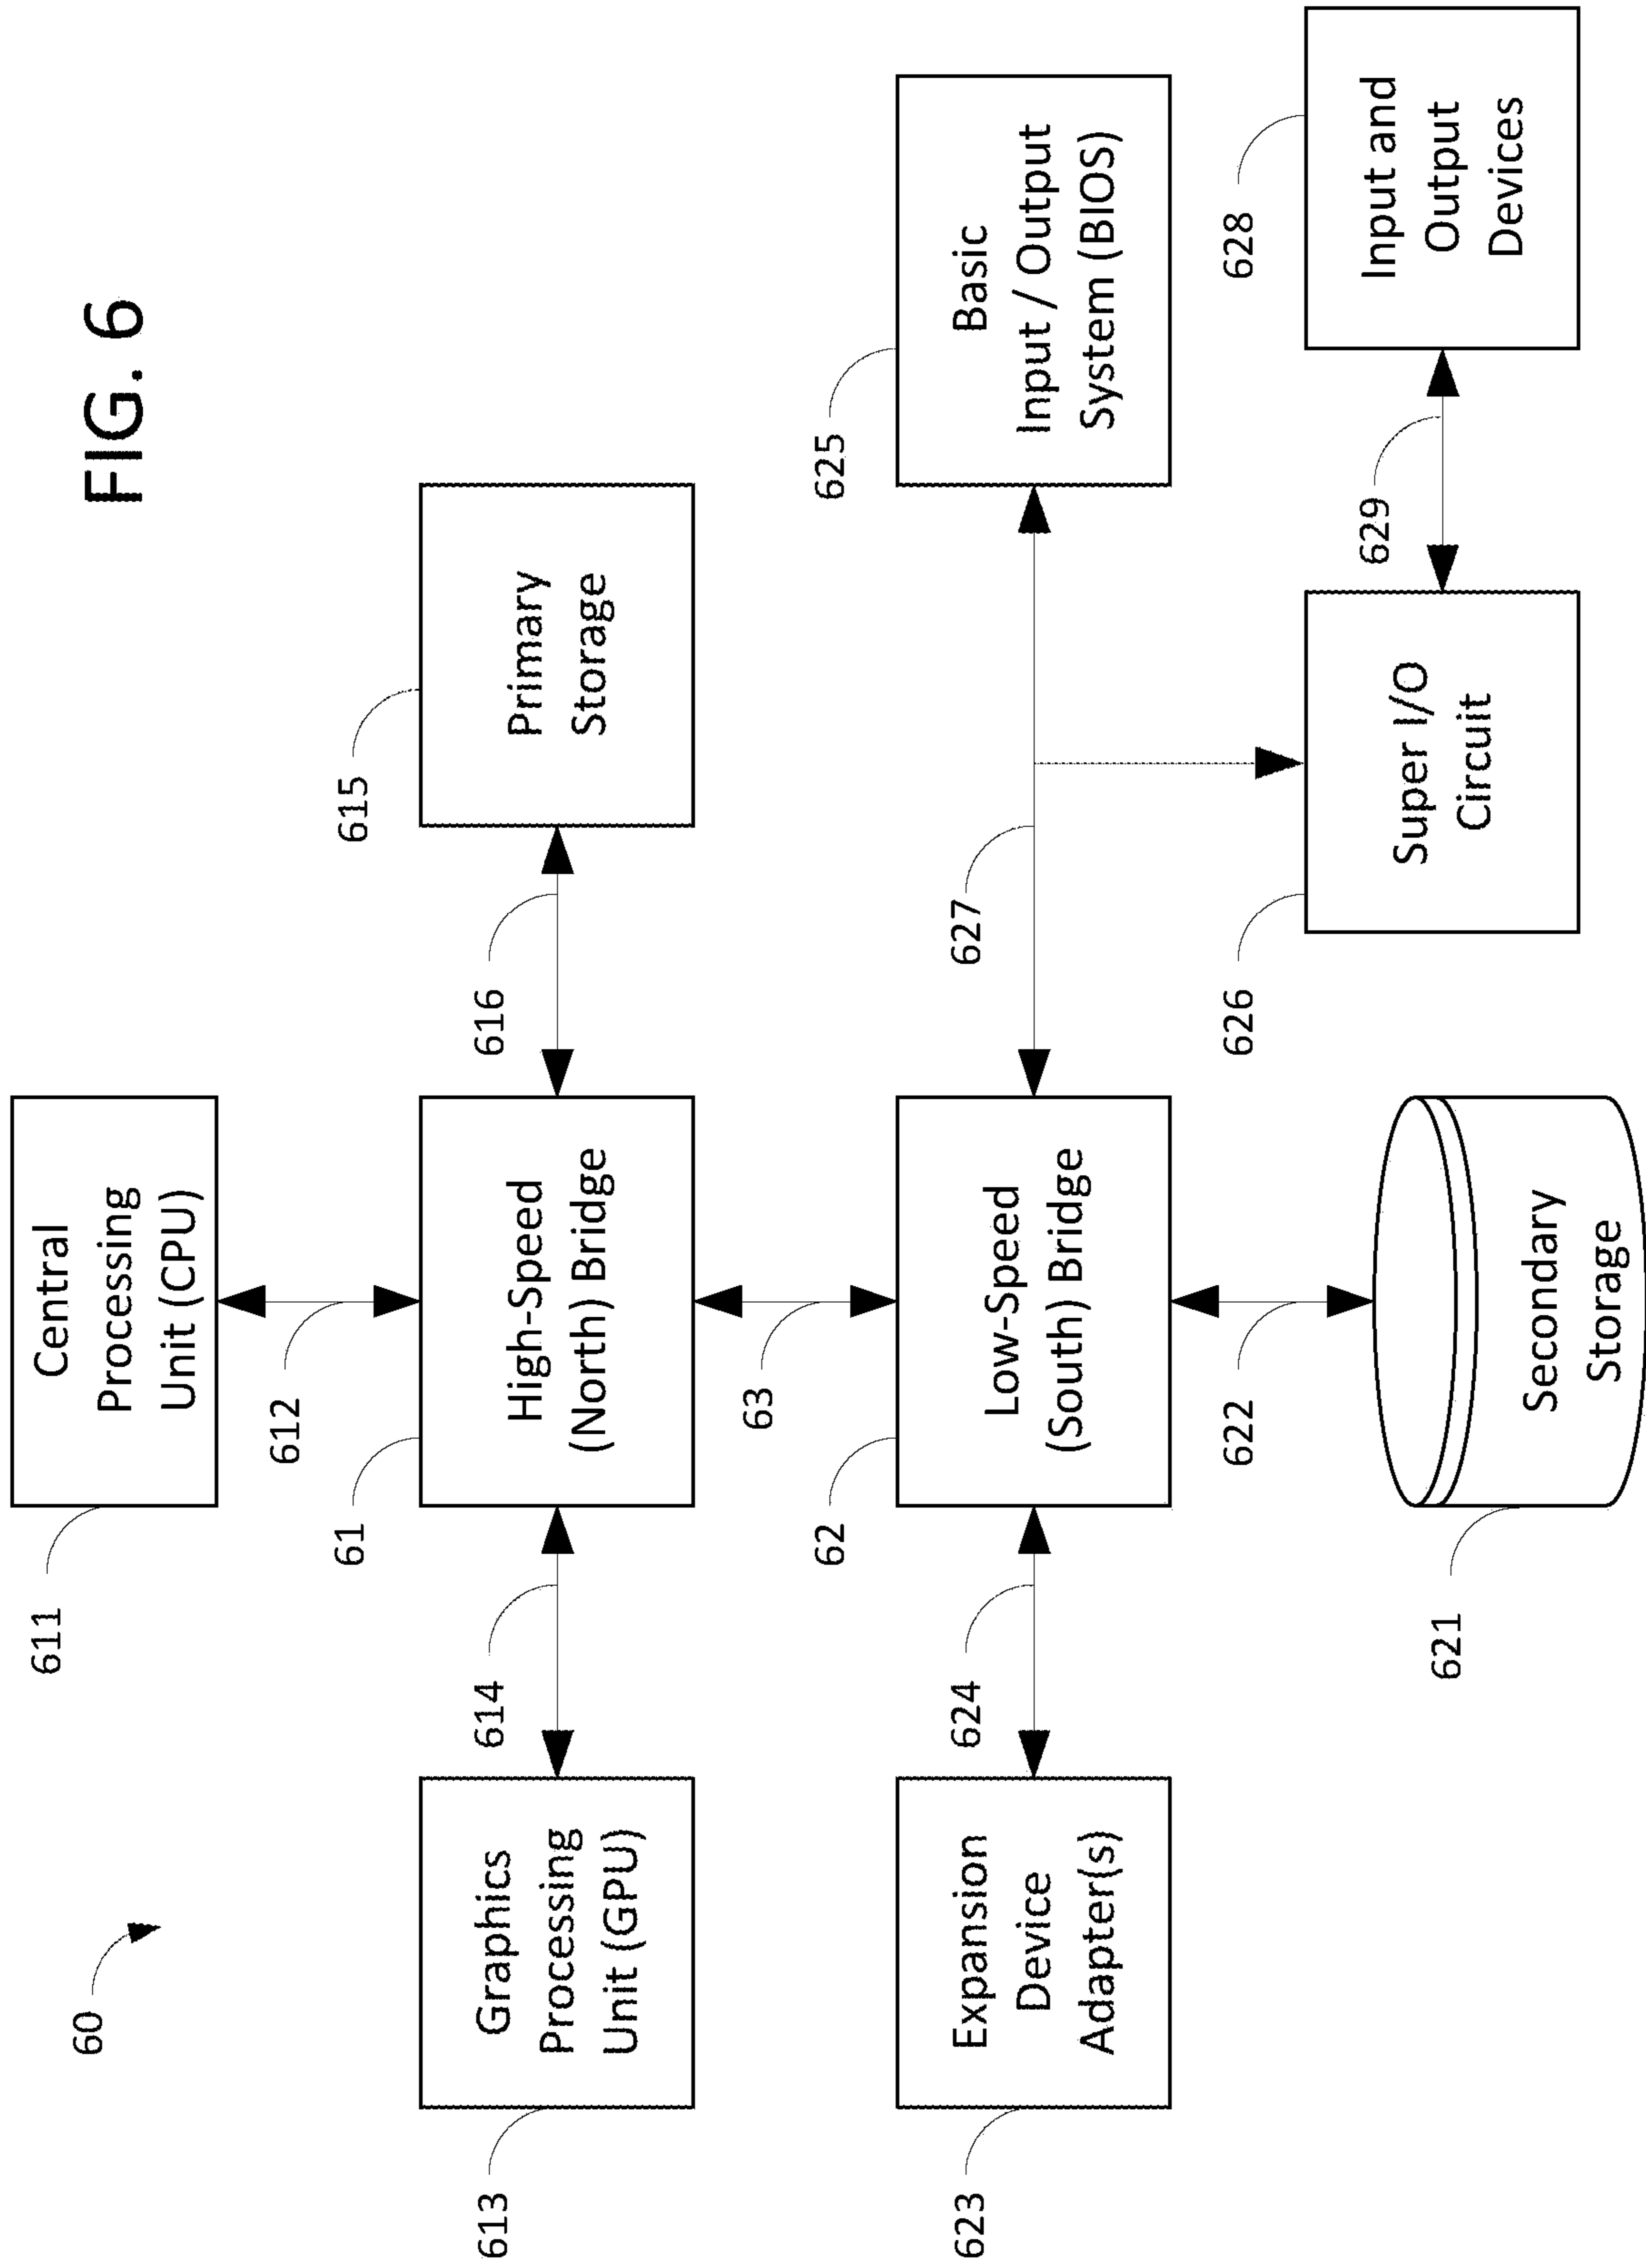 FIG. 6
60
611
Central
Processing
Unit (CPU)
612
61
613
Graphics
Processing
Unit (GPU)
614
High-Speed
(North) Bridge
616
615
Primary
Storage
63
62
623
Expansion
Device
Adapter(s)
624
Low-Speed
(South) Bridge
627
625
Basic
Input / Output
System (BIOS)
622
621
Secondary
Storage
626
Super I/O
Circuit
629
628
Input and
Output
Devices